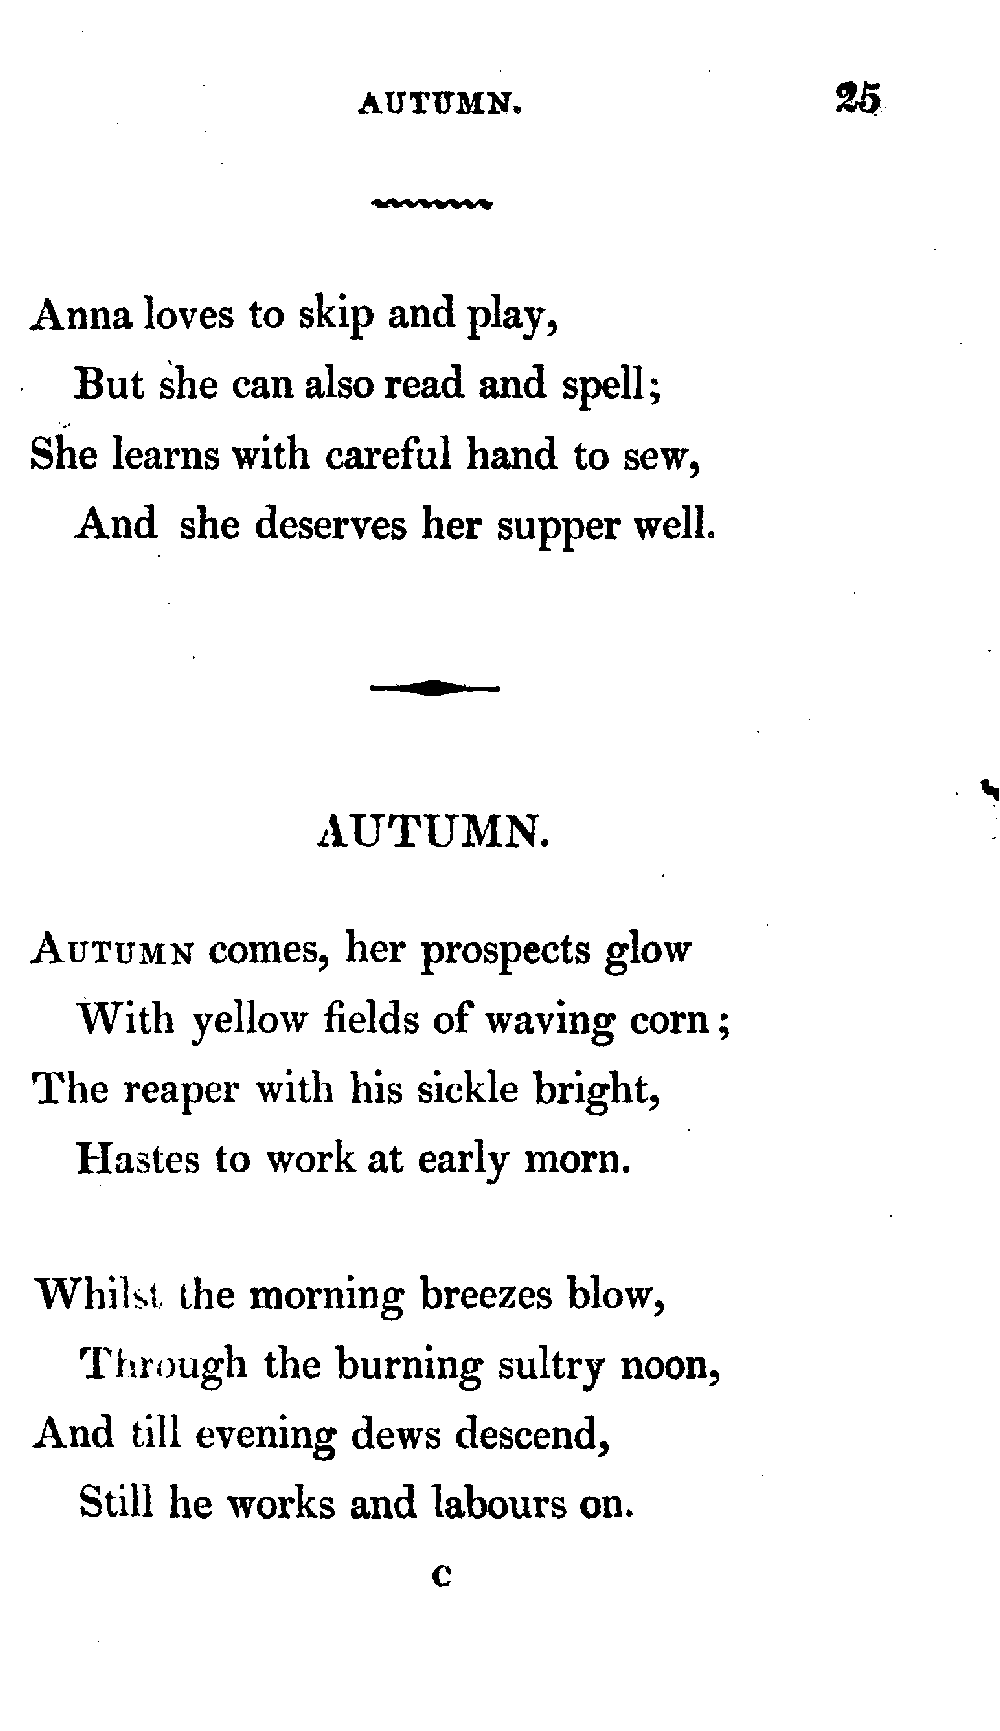 AUTUMN. 25
Anna loves to skip and play,
But she can also read and spell;
She learns with careful hand to sew,
And she deserves her supper well.
AUTUMN.
AUTUMN comes, her prospects glow
With yellow fields of waving corn;
The reaper with his sickle bright,
Hastes to work at early morn.
Whilst the morning breezes blow,
Through the burning sultry noon,
And till evening dews descend,
Still he works and labours on.
C